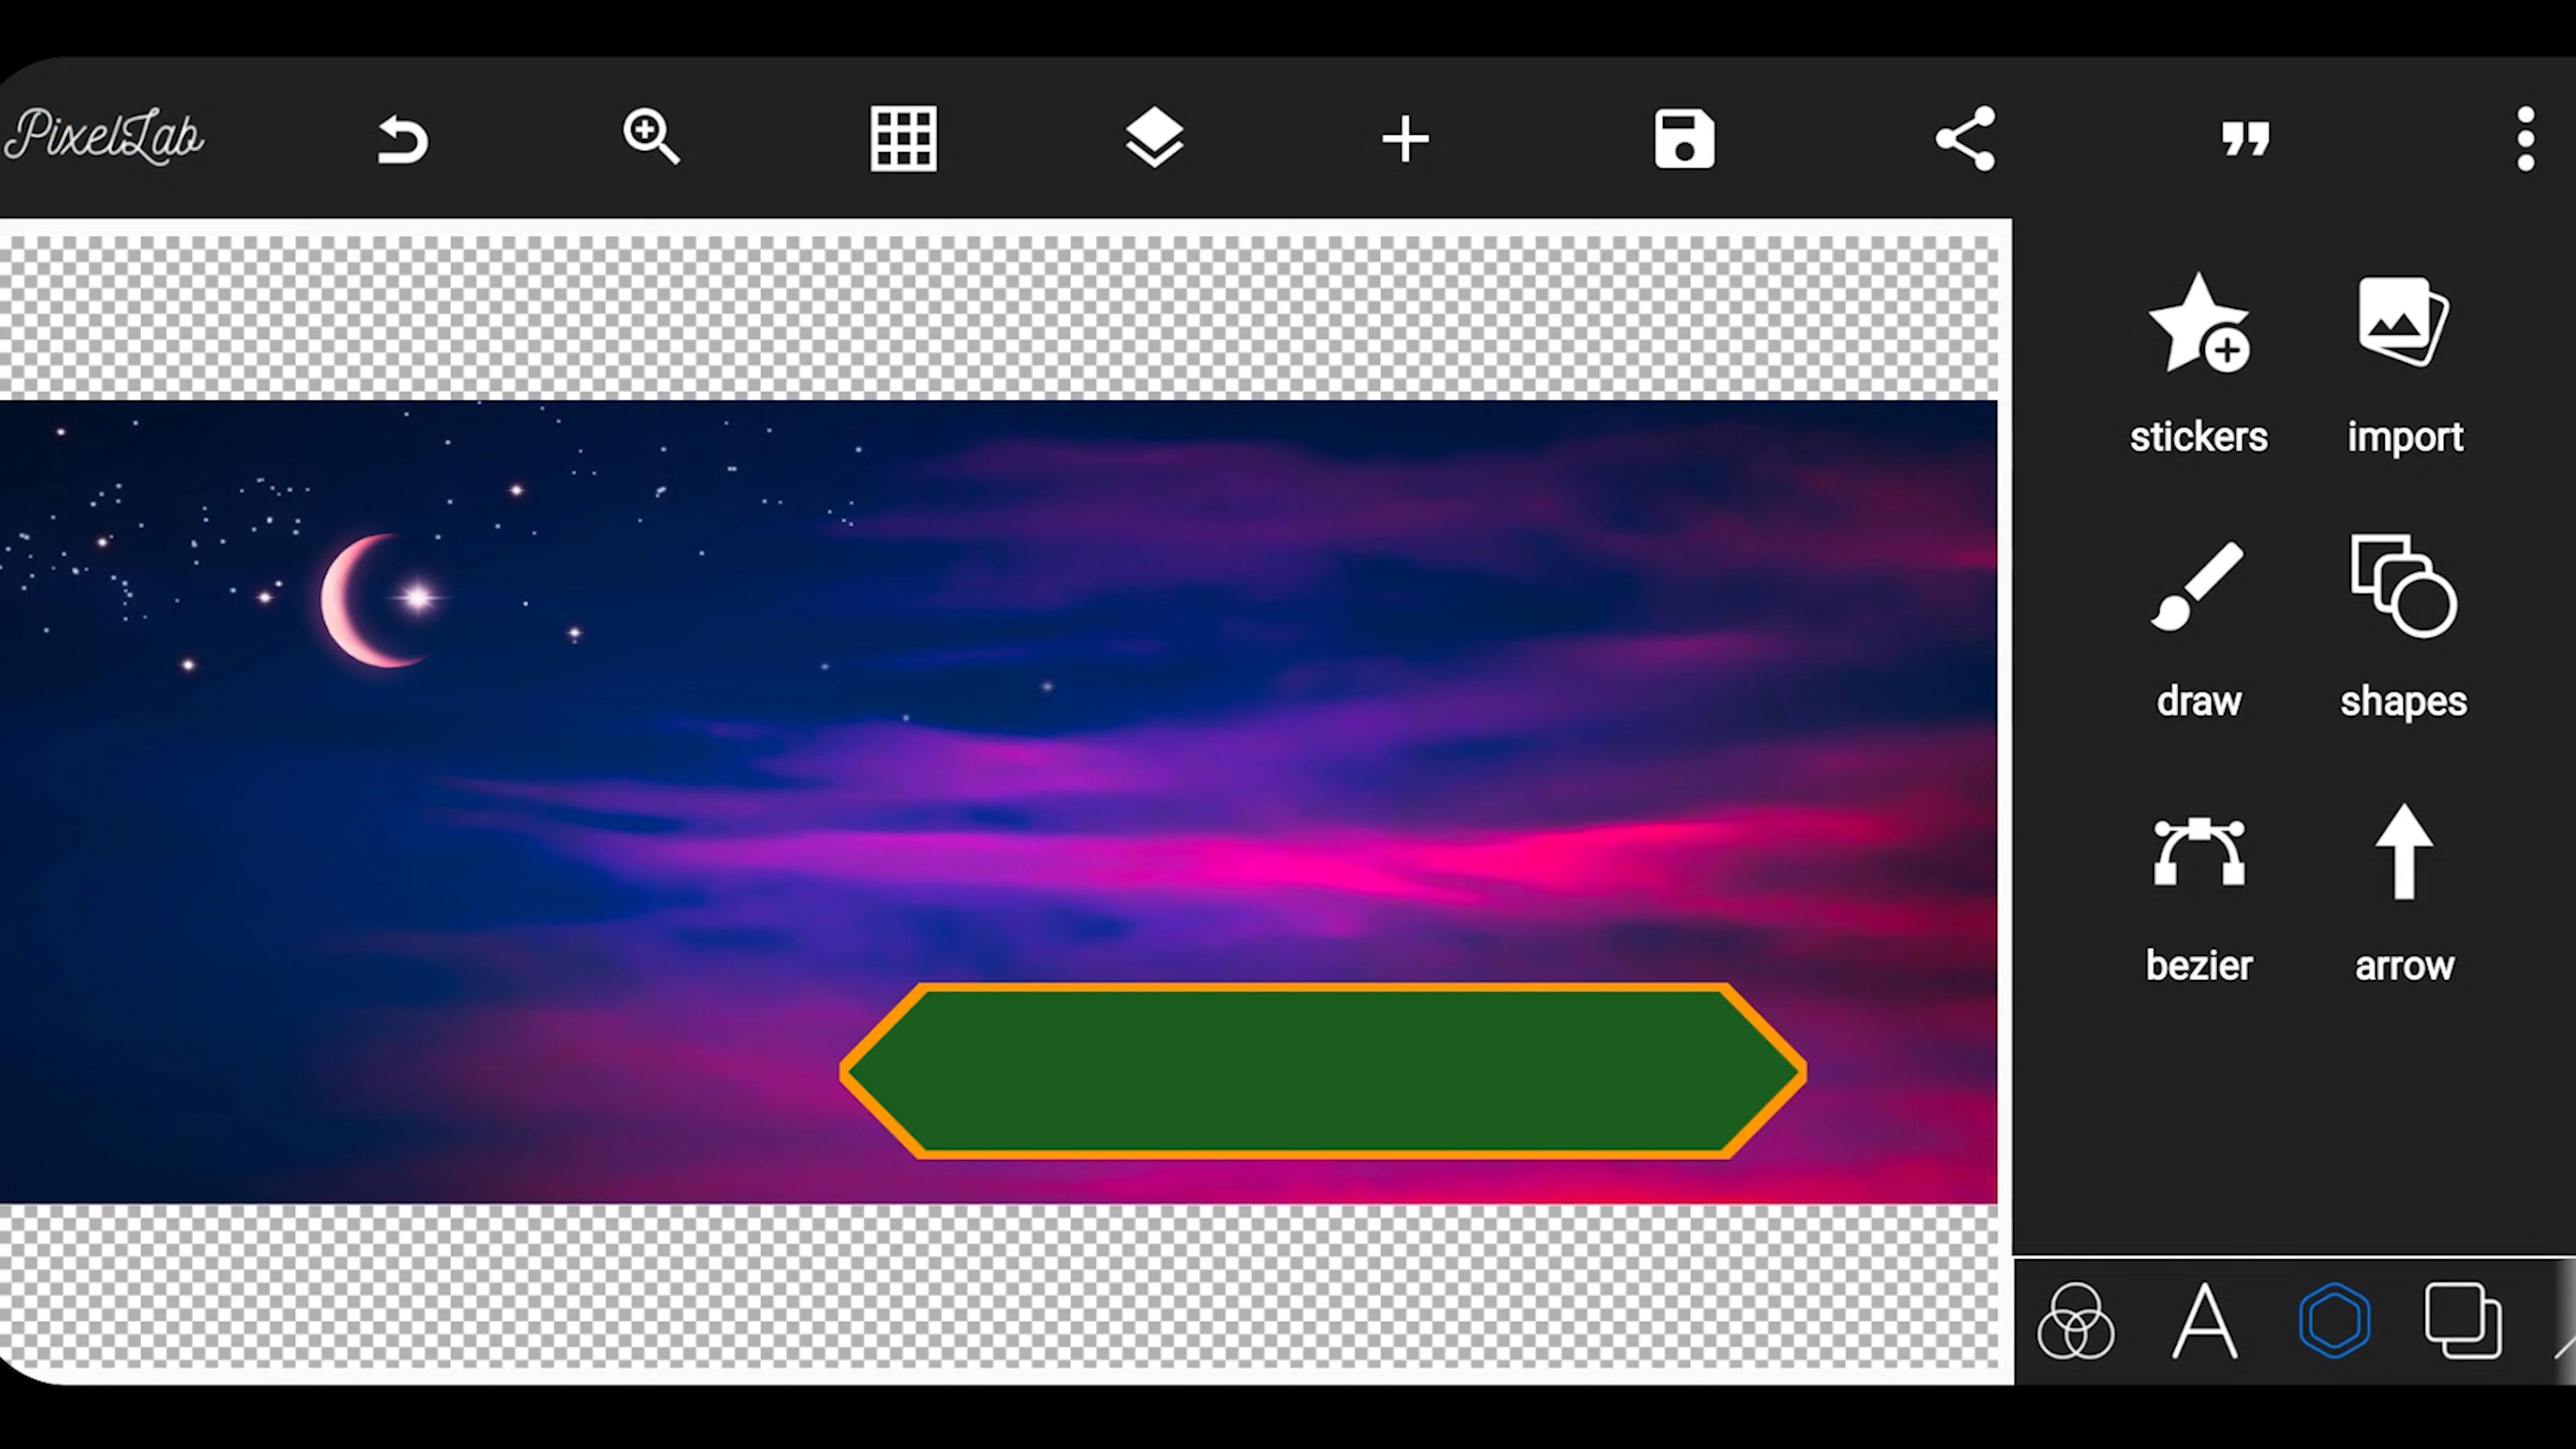 PixelLab
stickers
import
draw
shapes
bezier
arrow